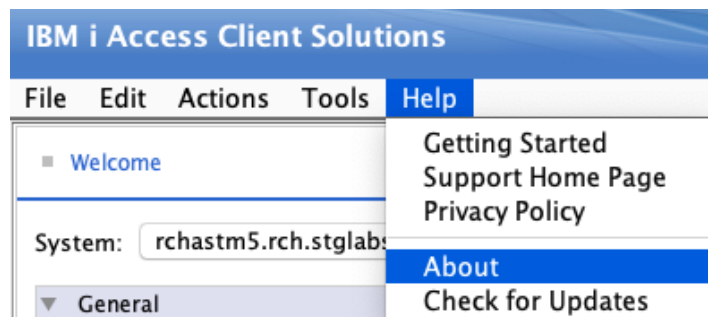 IBM i Access Client Solutions
File Edit Actions Tools Help
Getting Started
Welcome
Support Home Page
Privacy Policy
System: rchastm5.rch.stglabs
About
General
Check for Updates